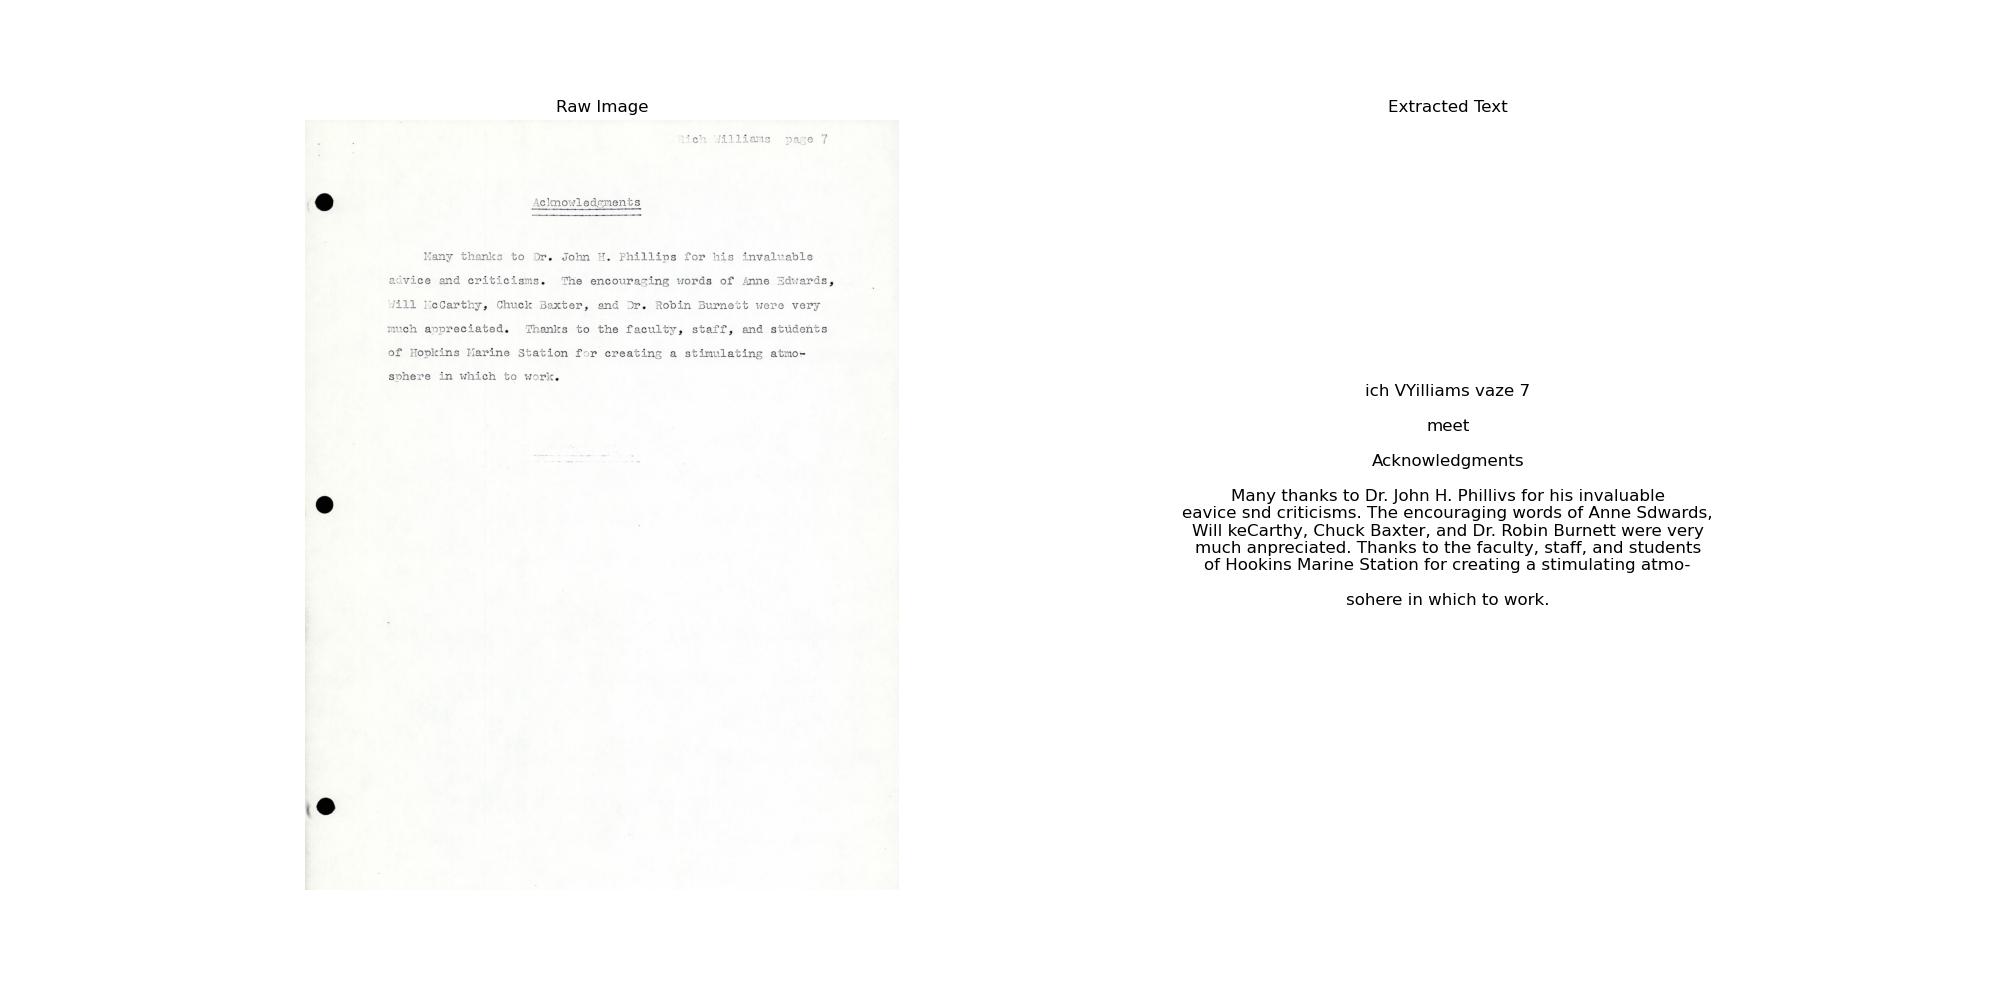 Raw Image
Rich Williams  page 7
Acknowledgments
Many thanks to Dr. John H. Phillips for his invaluable
advice and criticisms.  The encouraging words of Anne Edwards,
Will McCarthy, Chuck Baxter, and Dr. Robin Burnett were very
much appreciated.  Thanks to the faculty, staff, and students
of Hopkins Marine Station for creating a stimulating atmo-
sphere in which to work.
Extracted Text
ich VYilliams vaze 7
meet
Acknowledgments
Many thanks to Dr. John H. Phillivs for his invaluable
eavice snd criticisms. The encouraging words of Anne Sdwards,
Will keCarthy, Chuck Baxter, and Dr. Robin Burnett were very
much anpreciated. Thanks to the faculty, staff, and students
of Hookins Marine Station for creating a stimulating atmo-
sohere in which to work.